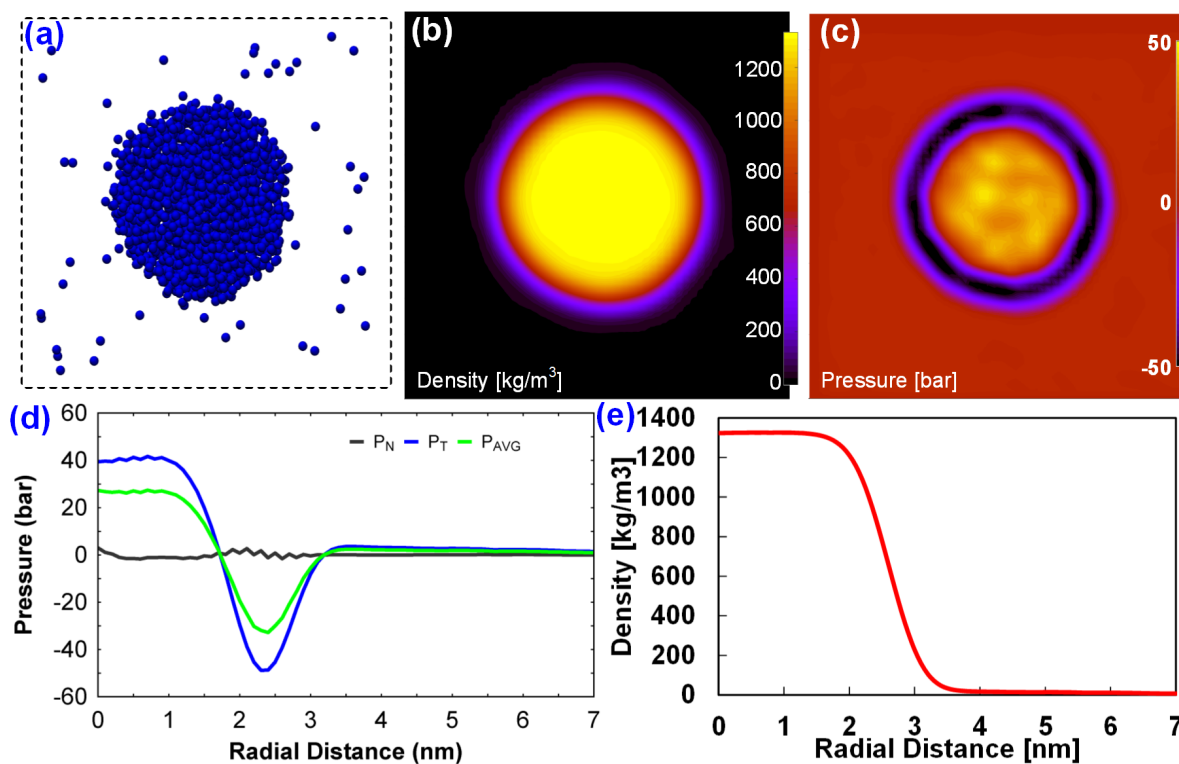 (a)
(b)
1200
1000
800
600
400
200
0
Density [kg/m³]
(c)
50
0
-50
Pressure [bar]
(d)
60
40
20
0
-20
-40
-60
Pressure (bar)
P_N P_T P_AVG
0 1 2 3 4 5 6 7
Radial Distance (nm)
(e)
1400
1200
1000
800
600
400
200
0
Density [kg/m3]
0 1 2 3 4 5 6 7
Radial Distance [nm]